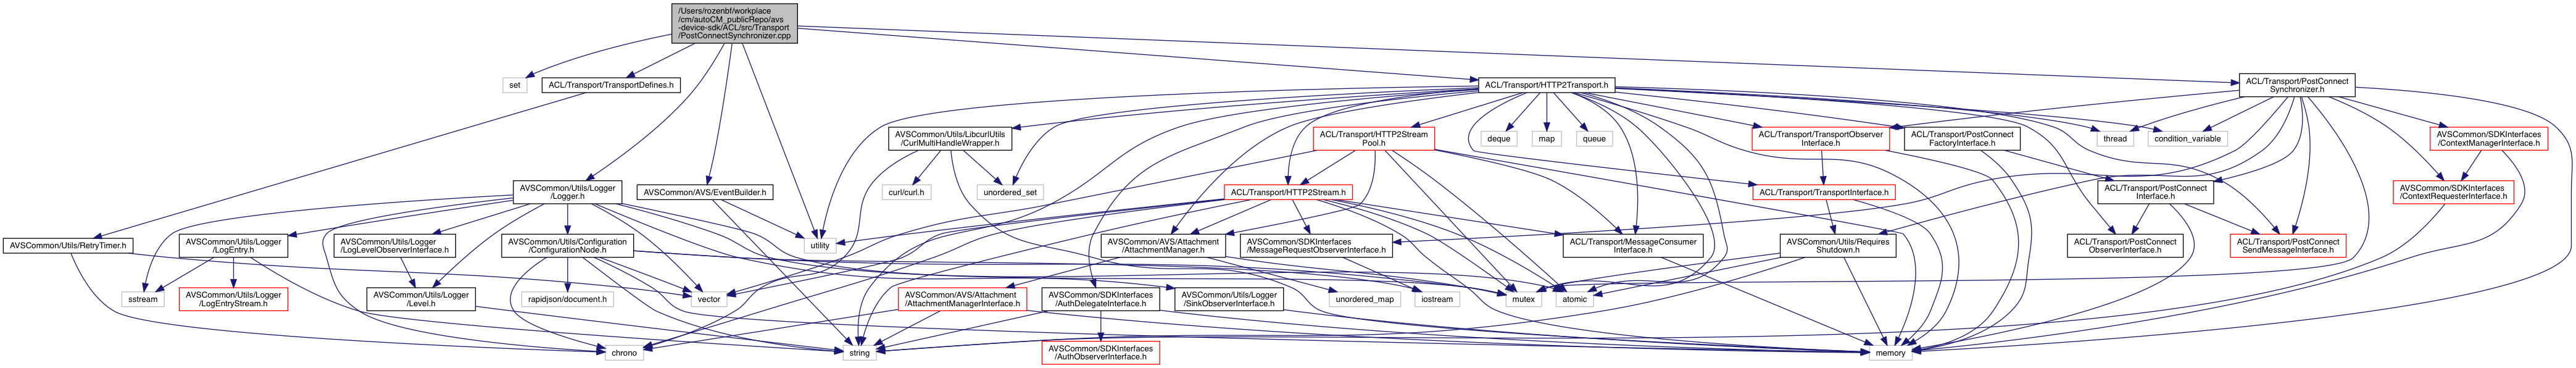 /Users/rozenbf/workplace
/cm/autoCM_publicRepo/avs
-device-sdk/ACL/src/Transport
/PostConnectSynchronizer.cpp
set
ACL/Transport/TransportDefines.h
ACL/Transport/HTTP2Transport.h
ACL/Transport/PostConnect
Synchronizer.h
AVSCommon/Utils/LibcurlUtils
/CurlMultiHandleWrapper.h
ACL/Transport/HTTP2Stream
Pool.h
deque
map
queue
ACL/Transport/TransportObserver
Interface.h
ACL/Transport/PostConnect
FactoryInterface.h
thread
condition_variable
AVSCommon/SDKInterfaces
/ContextManagerInterface.h
AVSCommon/Utils/Logger
/Logger.h
AVSCommon/AVS/EventBuilder.h
curl/curl.h
unordered_set
ACL/Transport/HTTP2Stream.h
ACL/Transport/TransportInterface.h
ACL/Transport/PostConnect
Interface.h
AVSCommon/SDKInterfaces
/ContextRequesterInterface.h
AVSCommon/Utils/RetryTimer.h
AVSCommon/Utils/Logger
/LogEntry.h
AVSCommon/Utils/Logger
/LogLevelObserverInterface.h
AVSCommon/Utils/Configuration
/ConfigurationNode.h
utility
AVSCommon/AVS/Attachment
/AttachmentManager.h
AVSCommon/SDKInterfaces
/MessageRequestObserverInterface.h
ACL/Transport/MessageConsumer
Interface.h
AVSCommon/Utils/Requires
Shutdown.h
ACL/Transport/PostConnect
ObserverInterface.h
ACL/Transport/PostConnect
SendMessageInterface.h
sstream
AVSCommon/Utils/Logger
/LogEntryStream.h
AVSCommon/Utils/Logger
/Level.h
rapidjson/document.h
vector
AVSCommon/AVS/Attachment
/AttachmentManagerInterface.h
AVSCommon/SDKInterfaces
/AuthDelegateInterface.h
AVSCommon/Utils/Logger
/SinkObserverInterface.h
unordered_map
iostream
mutex
atomic
chrono
string
AVSCommon/SDKInterfaces
/AuthObserverInterface.h
memory